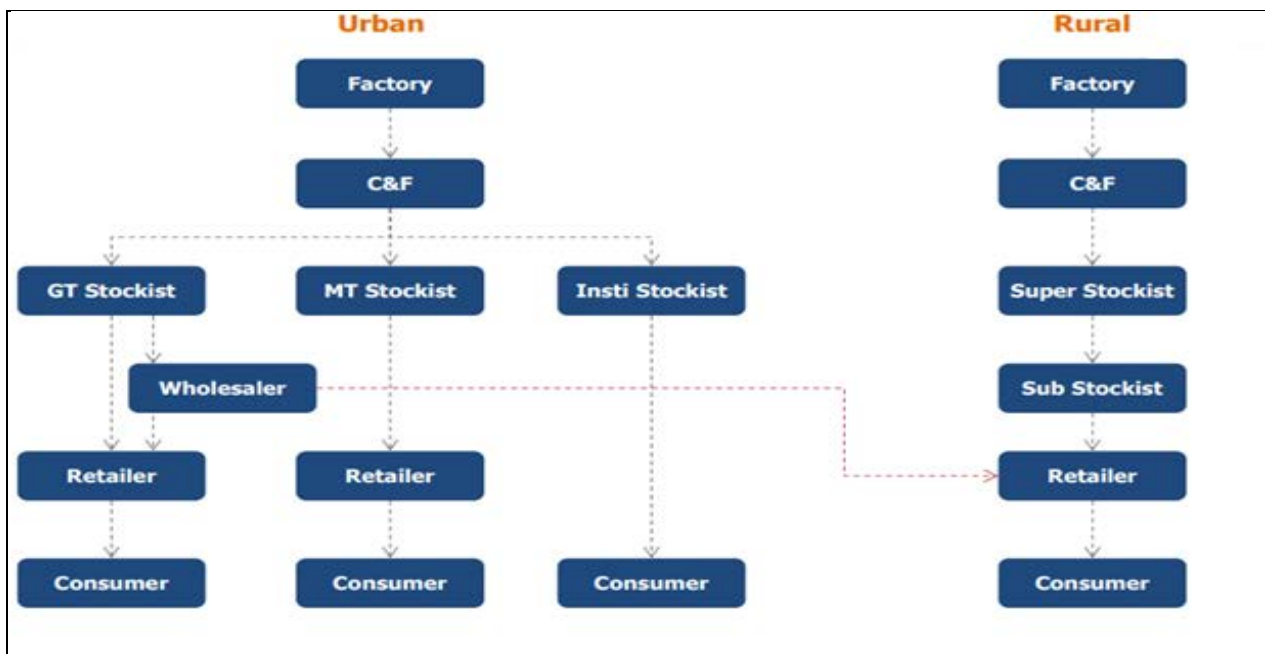 Urban
Rural
Factory
Factory
C&F
C&F
GT Stockist
MT Stockist
Insti Stockist
Super Stockist
Wholesaler
Sub Stockist
Retailer
Retailer
Retailer
Consumer
Consumer
Consumer
Consumer